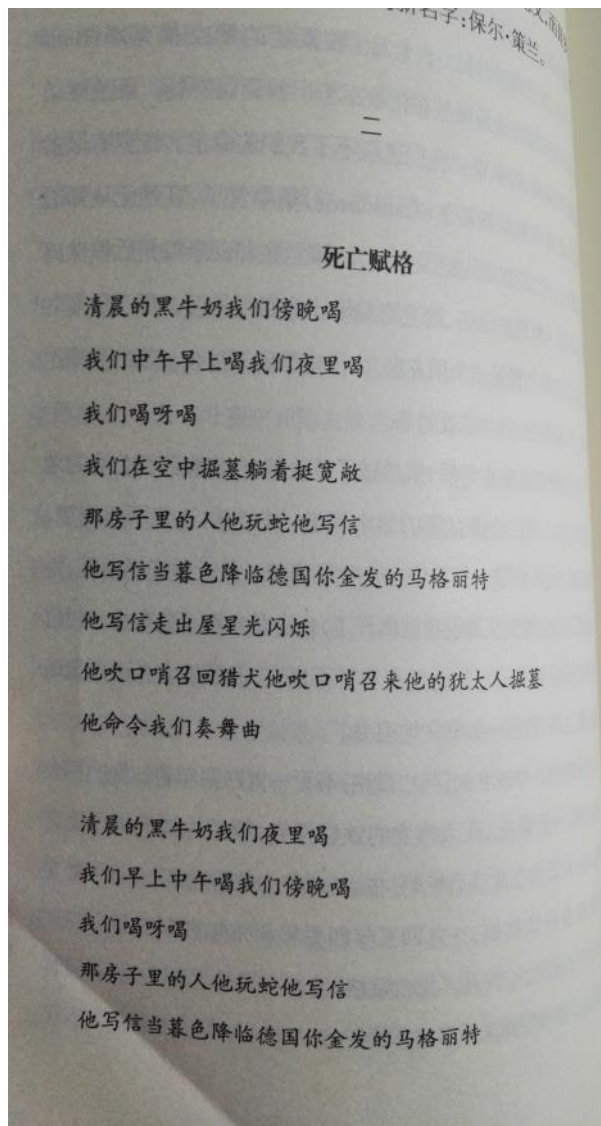 新名字：保尔·策兰。
二
死亡赋格
清晨的黑牛奶我们傍晚喝
我们中午早上喝我们夜里喝
我们喝呀喝
我们在空中掘墓躺着挺宽敞
那房子里的人他玩蛇他写信
他写信当暮色降临德国你金发的马格丽特
他写信走出屋星光闪烁
他吹口哨召回猎犬他吹口哨召来他的犹太人掘墓
他命令我们奏舞曲
清晨的黑牛奶我们夜里喝
我们早上中午喝我们傍晚喝
我们喝呀喝
那房子里的人他玩蛇他写信
他写信当暮色降临德国你金发的马格丽特